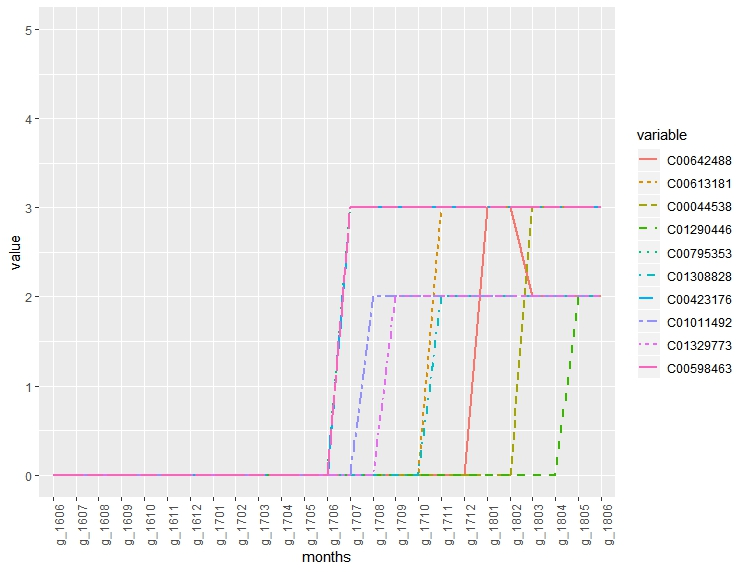 5
4
3
2
1
0
value
g_1606
g_1607
g_1608
g_1609
g_1610
g_1611
g_1612
g_1701
g_1702
g_1703
g_1704
g_1705
g_1706
g_1707
g_1708
g_1709
g_1710
g_1711
g_1712
g_1801
g_1802
g_1803
g_1804
g_1805
g_1806
months
variable
C00642488
C00613181
C00044538
C01290446
C00795353
C01308828
C00423176
C01011492
C01329773
C00598463